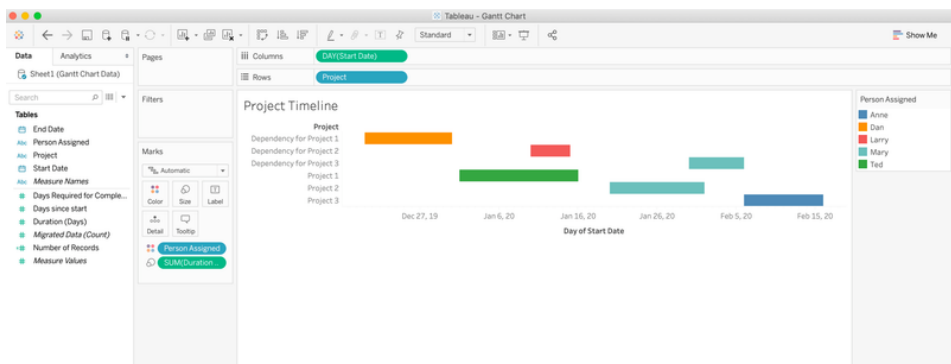 Tableau - Gantt Chart
Standard
Show Me
Data
Analytics
Pages
Columns
DAY(Start Date)
Sheet1 (Gantt Chart Data)
Rows
Project
Search
Filters
Project Timeline
Person Assigned
Tables
Project
Anne
End Date
Dependency for Project 1
Dan
Abc Person Assigned
Dependency for Project 2
Larry
Abc Project
Marks
Dependency for Project 3
Mary
Start Date
Automatic
Project 1
Ted
Abc Measure Names
Project 2
Days Required for Comple...
Color
Size
Label
Project 3
Days since start
Dec 27, 19
Jan 6, 20
Jan 16, 20
Jan 26, 20
Feb 5, 20
Feb 15, 20
Duration (Days)
Detail
Tooltip
Day of Start Date
Migrated Data (Count)
Number of Records
Person Assigned
Measure Values
SUM(Duration...